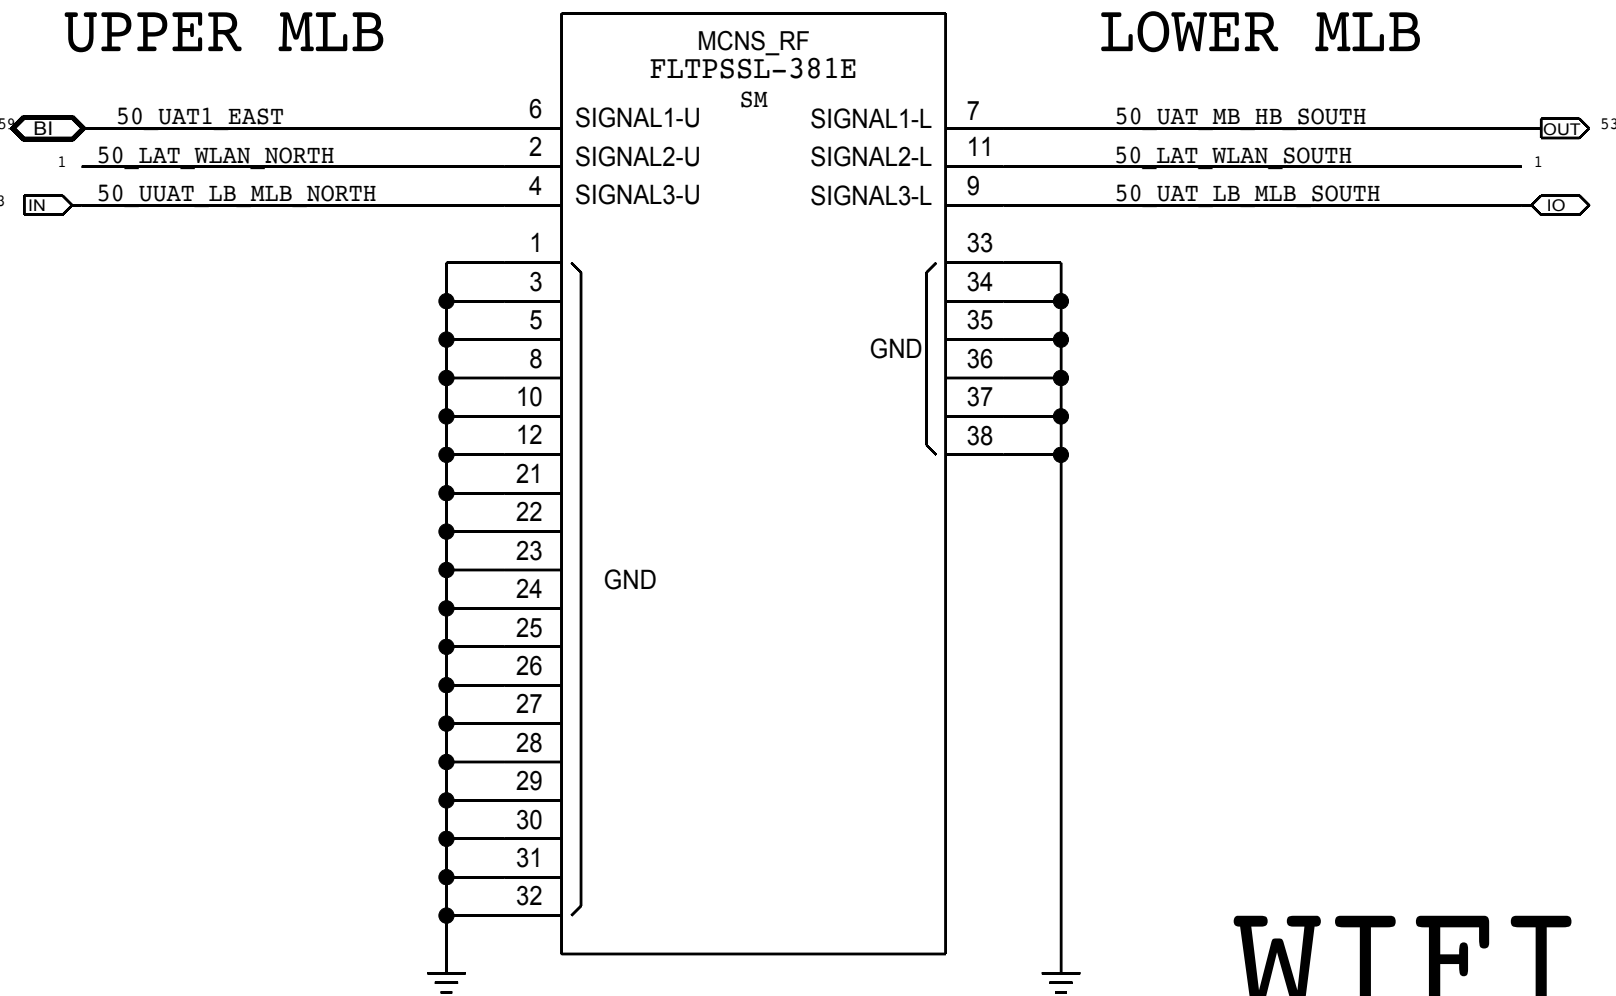 UPPER MLB
LOWER MLB
MCNS_RF
FLTPSSL-381E
SM
59 BI 50_UAT1_EAST 6 SIGNAL1-U SIGNAL1-L 7 50_UAT_MB_HB_SOUTH OUT 53
1 50_LAT_WLAN_NORTH 2 SIGNAL2-U SIGNAL2-L 11 50_LAT_WLAN_SOUTH 1
IN 50_UUAT_LB_MLB_NORTH 4 SIGNAL3-U SIGNAL3-L 9 50_UAT_LB_MLB_SOUTH IO
1 33
3 34
5 35
GND
8 36
10 37
12 38
21
22
23
GND
24
25
26
27
28
29
30
31
32